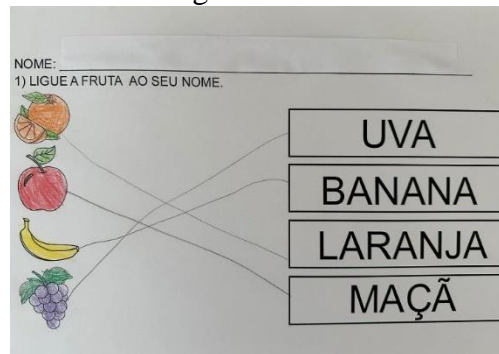 NOME:
1) LIGUE A FRUTA AO SEU NOME.
UVA
BANANA
LARANJA
MAÇÃ